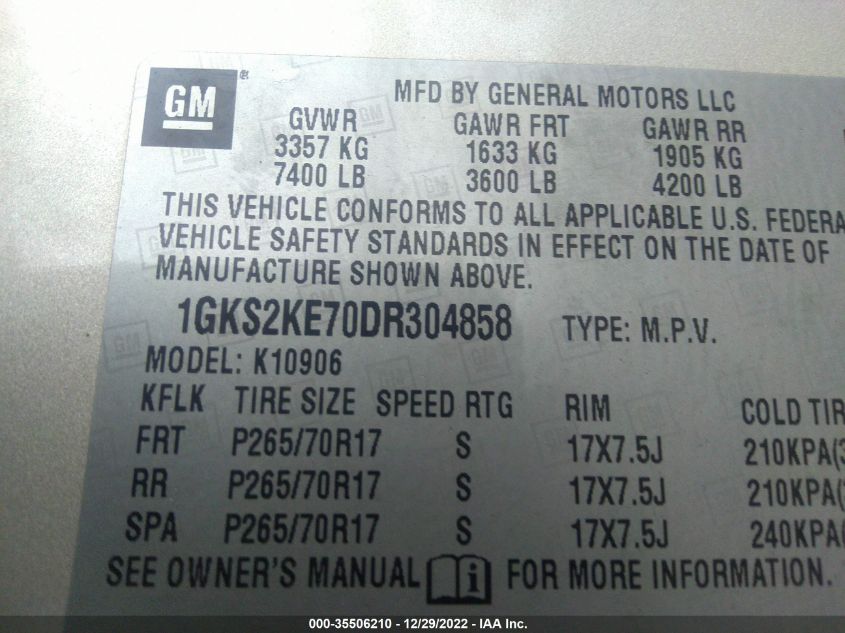 GM ®
MFD BY GENERAL MOTORS LLC
GVWR GAWR FRT GAWR RR
3357 KG 1633 KG 1905 KG
7400 LB 3600 LB 4200 LB
THIS VEHICLE CONFORMS TO ALL APPLICABLE U.S. FEDERA
VEHICLE SAFETY STANDARDS IN EFFECT ON THE DATE OF
MANUFACTURE SHOWN ABOVE.
1GKS2KE70DR304858 TYPE: M.P.V.
MODEL: K10906
KFLK TIRE SIZE SPEED RTG RIM COLD TIR
FRT P265/70R17 S 17X7.5J 210KPA(3
RR P265/70R17 S 17X7.5J 210KPA(
SPA P265/70R17 S 17X7.5J 240KPA(
SEE OWNER'S MANUAL i FOR MORE INFORMATION.
000-35506210 - 12/29/2022 - IAA Inc.